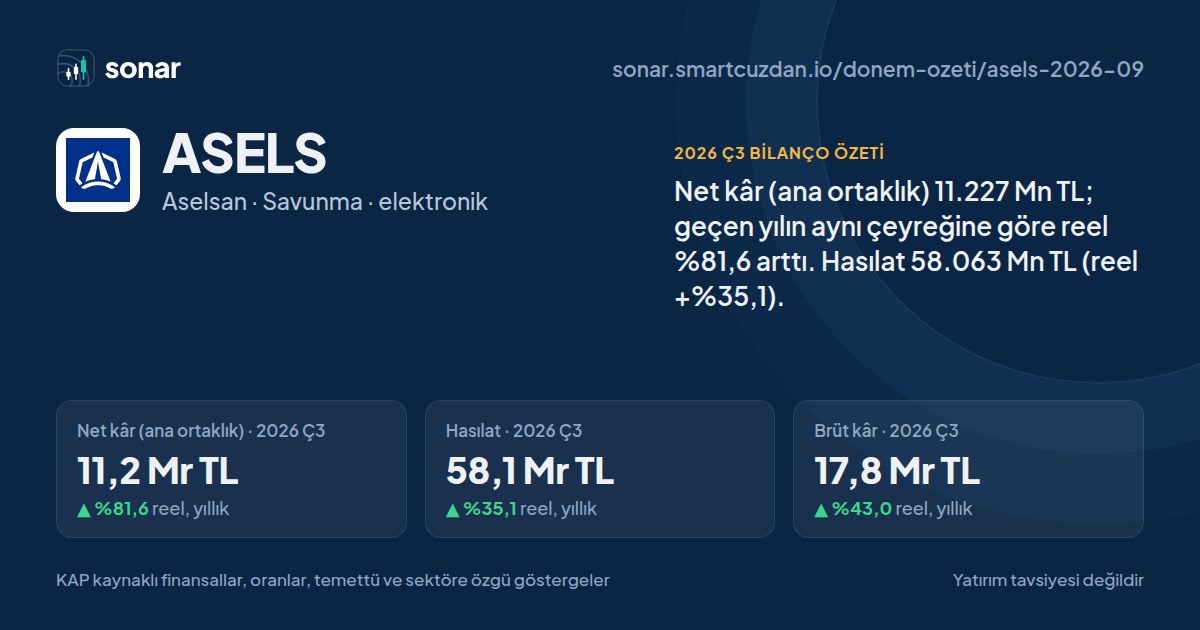 sonar
sonar.smartcuzdan.io/donem-ozeti/asels-2026-09
ASELS
Aselsan · Savunma · elektronik
2026 Ç3 BİLANÇO ÖZETİ
Net kâr (ana ortaklık) 11.227 Mn TL;
geçen yılın aynı çeyreğine göre reel
%81,6 arttı. Hasılat 58.063 Mn TL (reel
+%35,1).
Net kâr (ana ortaklık) · 2026 Ç3
11,2 Mr TL
▲ %81,6 reel, yıllık
Hasılat · 2026 Ç3
58,1 Mr TL
▲ %35,1 reel, yıllık
Brüt kâr · 2026 Ç3
17,8 Mr TL
▲ %43,0 reel, yıllık
KAP kaynaklı finansallar, oranlar, temettü ve sektöre özgü göstergeler
Yatırım tavsiyesi değildir